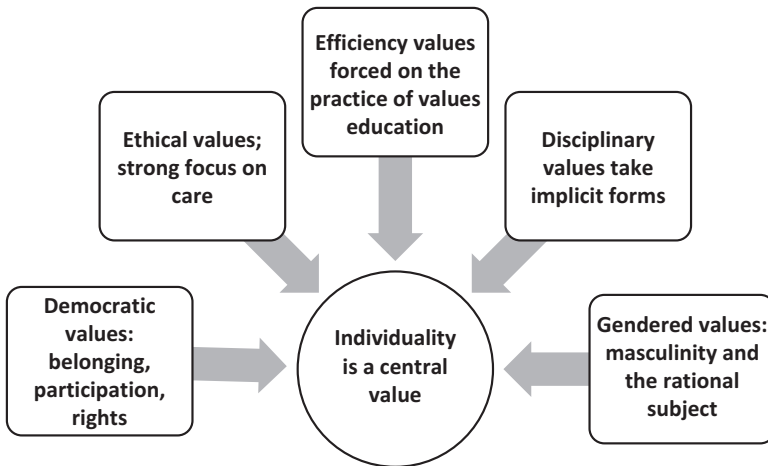 Efficiency values
forced on the
practice of values
education
Ethical values;
strong focus on
care
Disciplinary
values take
implicit forms
Democratic
values:
belonging,
participation,
rights
Individuality
is a central
value
Gendered values:
masculinity and
the rational
subject